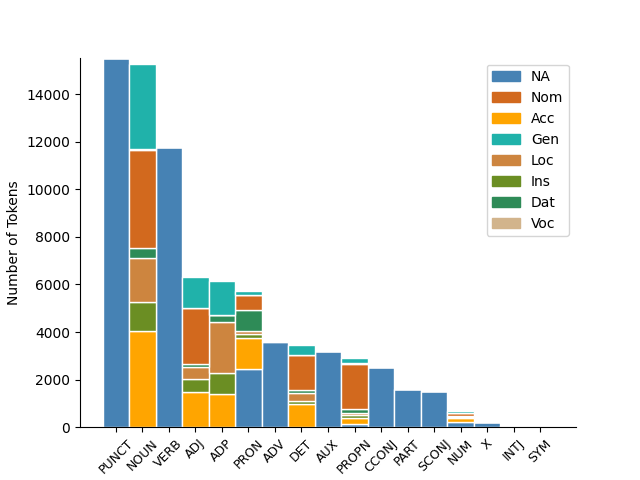 NA
Nom
Acc
Gen
Loc
Ins
Dat
Voc
Number of Tokens
14000
12000
10000
8000
6000
4000
2000
0
PUNCT NOUN VERB ADJ ADP PRON ADV DET AUX PROPN CCONJ PART SCONJ NUM X INTJ SYM